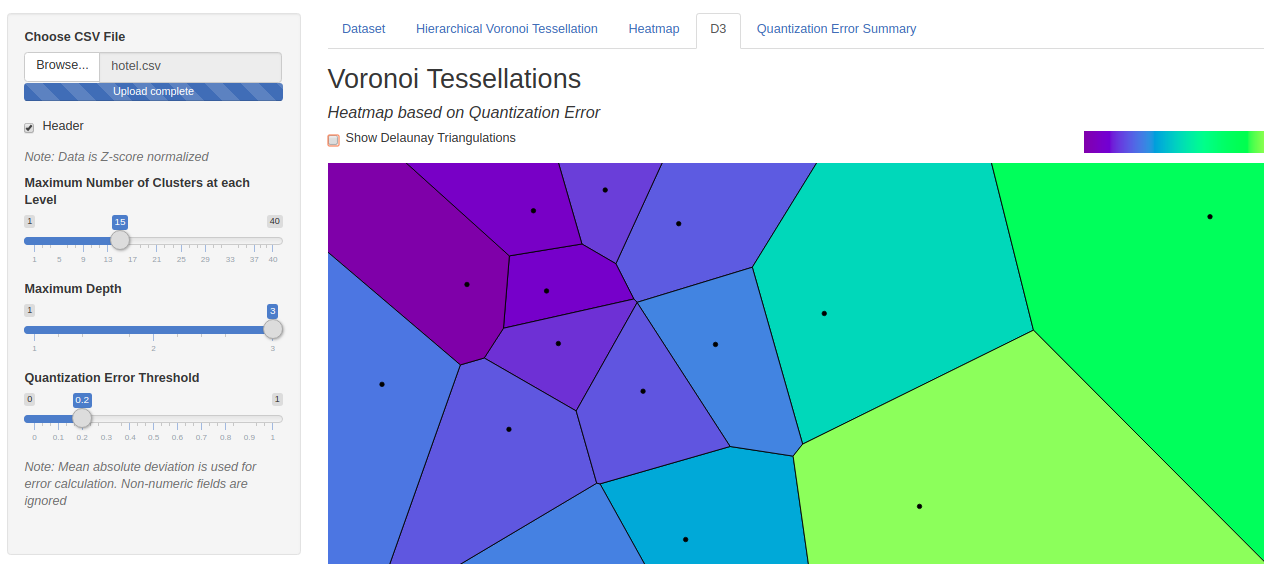 Choose CSV File
Browse... hotel.csv
Upload complete
Header
Note: Data is Z-score normalized
Maximum Number of Clusters at each
Level
1 15 40
1 5 9 13 17 21 25 29 33 37 40
Maximum Depth
1 3
1 2 3
Quantization Error Threshold
0 0.2 1
0 0.1 0.2 0.3 0.4 0.5 0.6 0.7 0.8 0.9 1
Note: Mean absolute deviation is used for
error calculation. Non-numeric fields are
ignored
Dataset Hierarchical Voronoi Tessellation Heatmap D3 Quantization Error Summary
Voronoi Tessellations
Heatmap based on Quantization Error
Show Delaunay Triangulations